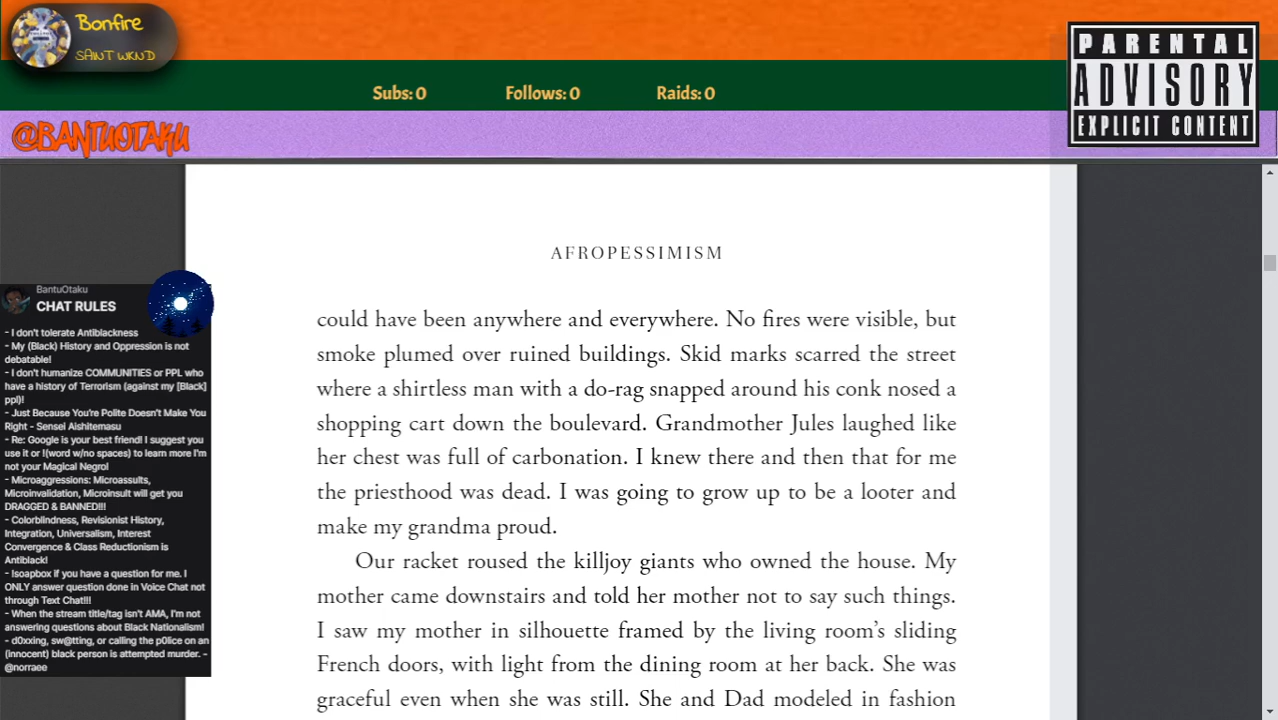 Bonfire
SAINT WKND
PARENTAL
ADVISORY
EXPLICIT CONTENT
Subs: 0
Follows: 0
Raids: 0
@BANTUOTAKU
AFROPESSIMISM
could have been anywhere and everywhere. No fires were visible, but
smoke plumed over ruined buildings. Skid marks scarred the street
where a shirtless man with a do-rag snapped around his conk nosed a
shopping cart down the boulevard. Grandmother Jules laughed like
her chest was full of carbonation. I knew there and then that for me
the priesthood was dead. I was going to grow up to be a looter and
make my grandma proud.
Our racket roused the killjoy giants who owned the house. My
mother came downstairs and told her mother not to say such things.
I saw my mother in silhouette framed by the living room's sliding
French doors, with light from the dining room at her back. She was
graceful even when she was still. She and Dad modeled in fashion
BantuOtaku
CHAT RULES
- I don't tolerate Antiblackness
- My (Black) History and Oppression is not
debatable!
- I don't humanize COMMUNITIES or PPL who
have a history of Terrorism (against my [Black]
ppl)!
- Just Because You're Polite Doesn't Make You
Right - Sensei Aishitemasu
- Re: Google is your best friend! I suggest you
use it or !(word w/no spaces) to learn more I'm
not your Magical Negro!
- Microaggressions: Microassults,
Microinvalidation, Microinsult will get you
DRAGGED & BANNED!!!
- Colorblindness, Revisionist History,
Integration, Universalism, Interest
Convergence & Class Reductionism is
Antiblack!
- !soapbox if you have a question for me. I
ONLY answer question done in Voice Chat not
through Text Chat!!!
- When the stream title/tag isn't AMA, I'm not
answering questions about Black Nationalism!
- d0xxing, sw@tting, or calling the p0lice on an
(innocent) black person is attempted murder. -
@norraee